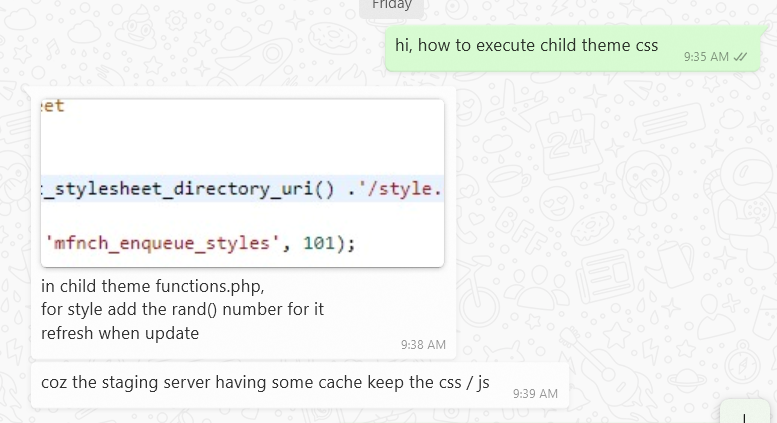 Friday
hi, how to execute child theme css
9:35 AM
et
_stylesheet_directory_uri() .'/style.
'mfnch_enqueue_styles', 101);
in child theme functions.php,
for style add the rand() number for it
refresh when update
9:38 AM
coz the staging server having some cache keep the css / js
9:39 AM